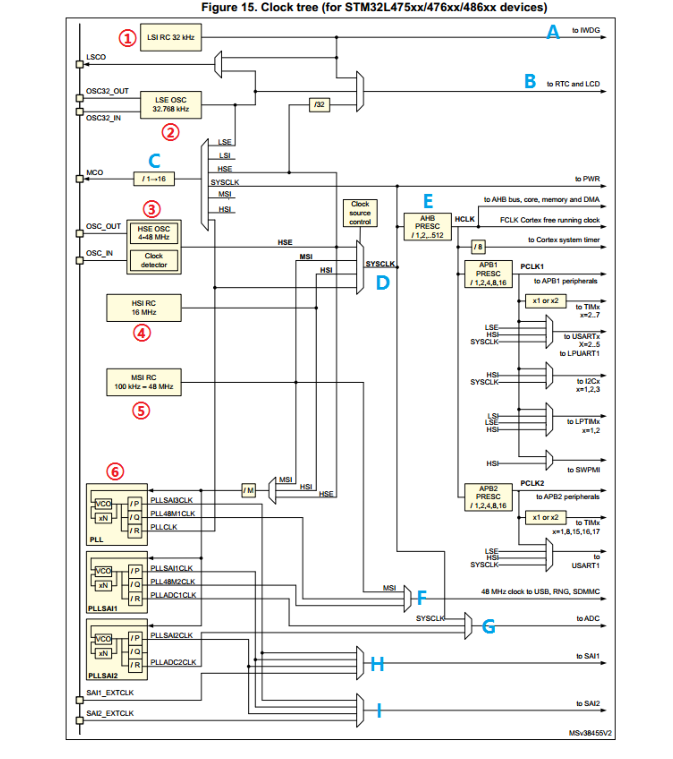 Figure 15. Clock tree (for STM32L475xx/476xx/486xx devices)
①
LSI RC 32 kHz
A
to IWDG
LSCO
B
to RTC and LCD
OSC32_OUT
LSE OSC
32.768 kHz
/32
OSC32_IN
②
LSE
LSI
HSE
SYSCLK
MSI
HSI
MCO
C
/ 1→16
to PWR
③
Clock
source
control
E
AHB
PRESC
/ 1,2,..512
HCLK
to AHB bus, core, memory and DMA
FCLK Cortex free running clock
OSC_OUT
HSE OSC
4-48 MHz
OSC_IN
Clock
detector
HSE
MSI
HSI
SYSCLK
D
/ 8
to Cortex system timer
APB1
PRESC
/ 1,2,4,8,16
PCLK1
to APB1 peripherals
HSI RC
16 MHz
④
x1 or x2
to TIMx
x=2..7
LSE
HSI
SYSCLK
to USARTx
X=2..5
to LPUART1
MSI RC
100 kHz – 48 MHz
⑤
HSI
SYSCLK
to I2Cx
x=1,2,3
LSI
LSE
HSI
to LPTIMx
x=1,2
HSI
to SWPMI
⑥
/ M
MSI
HSI
HSE
APB2
PRESC
/ 1,2,4,8,16
PCLK2
to APB2 peripherals
VCO
xN
/ P
/ Q
/ R
PLLSAI3CLK
PLL48M1CLK
PLLCLK
PLL
x1 or x2
to TIMx
x=1,8,15,16,17
LSE
HSI
SYSCLK
to
USART1
VCO
xN
/ P
/ Q
/ R
PLLSAI1CLK
PLL48M2CLK
PLLADC1CLK
PLLSAI1
MSI
F
48 MHz clock to USB, RNG, SDMMC
SYSCLK
G
to ADC
VCO
xN
/ P
/ Q
/ R
PLLSAI2CLK
PLLADC2CLK
PLLSAI2
H
to SAI1
SAI1_EXTCLK
I
to SAI2
SAI2_EXTCLK
MSv38455V2